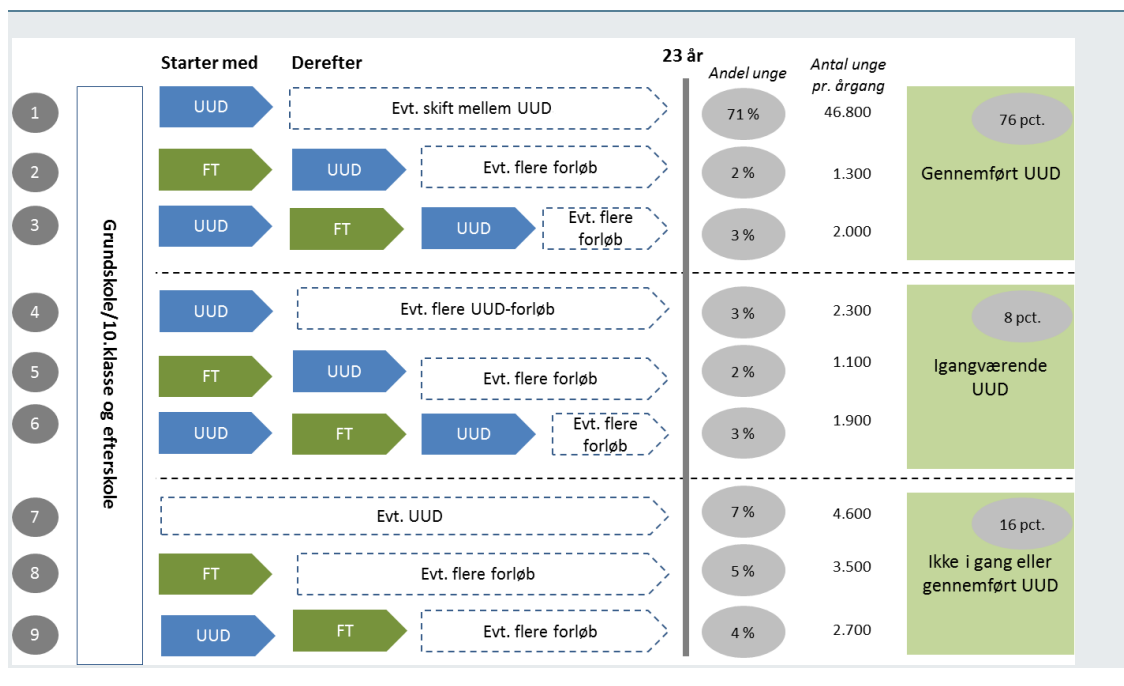 Starter med
Derefter
23 år
Andel unge
Antal unge
pr. årgang
Grundskole/10.klasse og efterskole
1
UUD
Evt. skift mellem UUD
71 %
46.800
76 pct.
2
FT
UUD
Evt. flere forløb
2 %
1.300
Gennemført UUD
3
UUD
FT
UUD
Evt. flere
forløb
3 %
2.000
4
UUD
Evt. flere UUD-forløb
3 %
2.300
8 pct.
5
FT
UUD
Evt. flere forløb
2 %
1.100
Igangværende
UUD
6
UUD
FT
UUD
Evt. flere
forløb
3 %
1.900
7
Evt. UUD
7 %
4.600
16 pct.
8
FT
Evt. flere forløb
5 %
3.500
Ikke i gang eller
gennemført UUD
9
UUD
FT
Evt. flere forløb
4 %
2.700